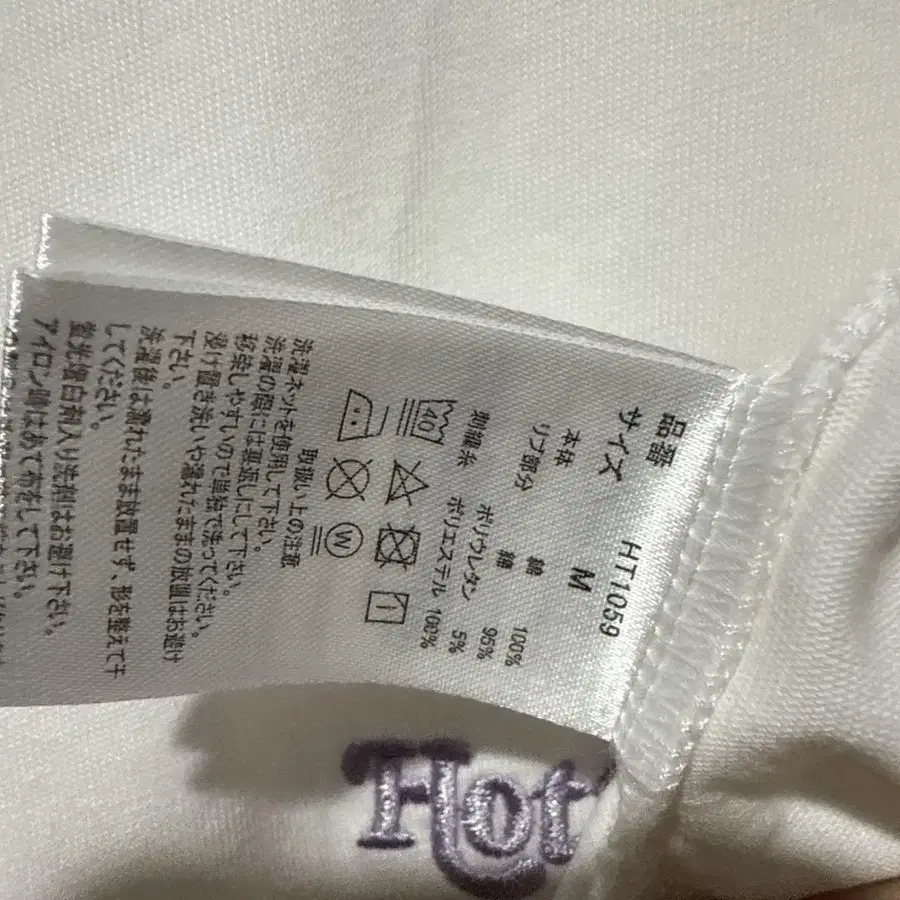 品番 HT1059
サイズ M
本体 綿 100%
リブ部分 綿 95%
ポリウレタン 5%
刺繍糸 ポリエステル 100%
40
W
取扱い上の注意
洗濯ネットを使用して下さい。
洗濯の際には裏返しにして下さい。
移染しやすいので単独で洗ってください。
浸け置き洗いや濡れたままの放置はお避け
下さい。
洗濯後は濡れたまま放置せず、形を整えて干
してください。
蛍光増白剤入り洗剤はお避け下さい。
アイロン時はあて布をして下さい。
Hot